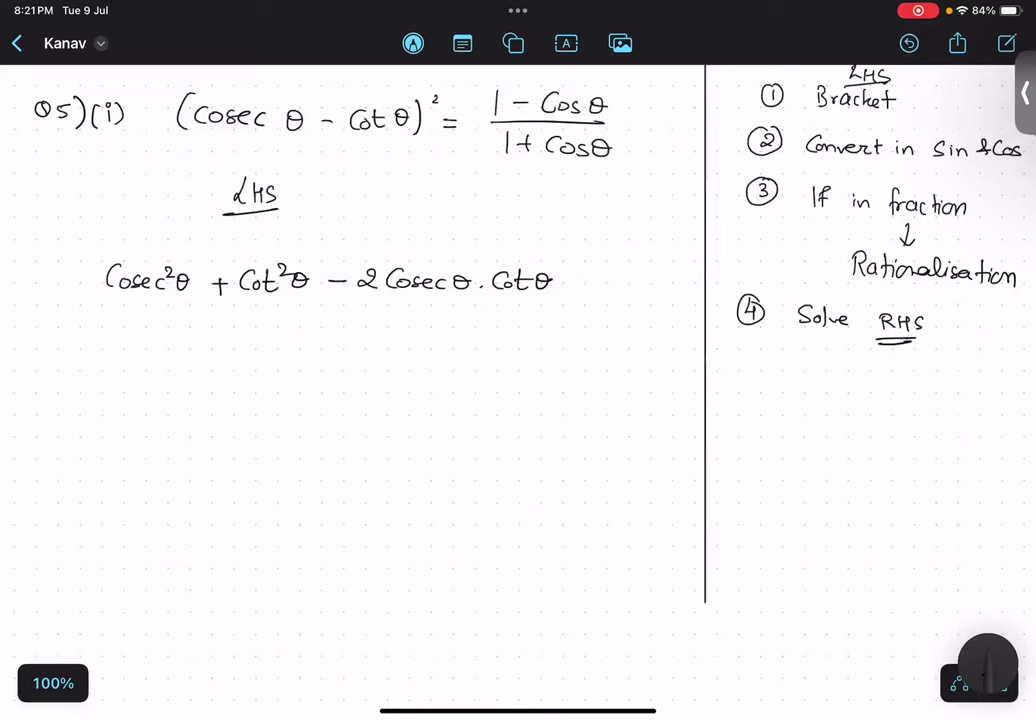 8:21 PM Tue 9 Jul
84%
Kanav
Q5)(i) (Cosec θ - Cot θ)² = 1 - Cosθ / 1 + Cosθ
LHS
Cosec²θ + Cot²θ - 2 Cosec θ . Cot θ
LHS
① Bracket
② Convert in Sin & Cos
③ If in fraction
↓
Rationalisation
④ Solve RHS
100%